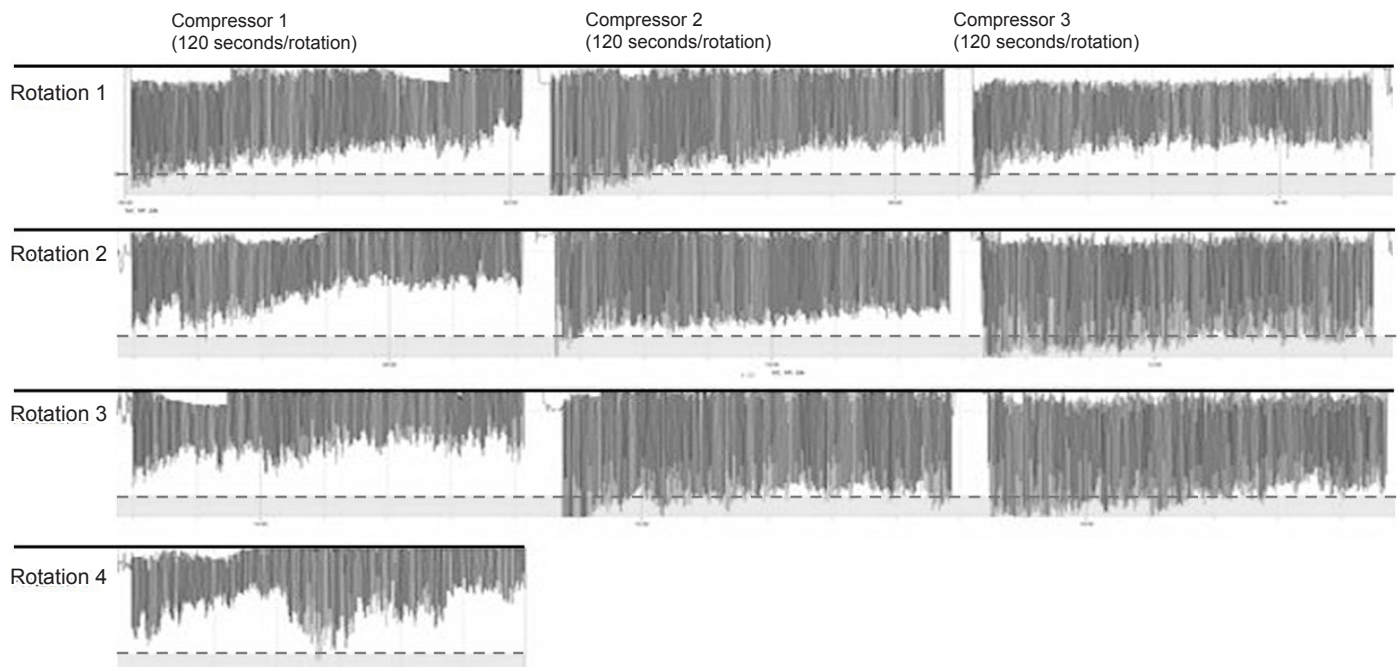 Compressor 1
(120 seconds/rotation)
Compressor 2
(120 seconds/rotation)
Compressor 3
(120 seconds/rotation)
Rotation 1
Rotation 2
Rotation 3
Rotation 4